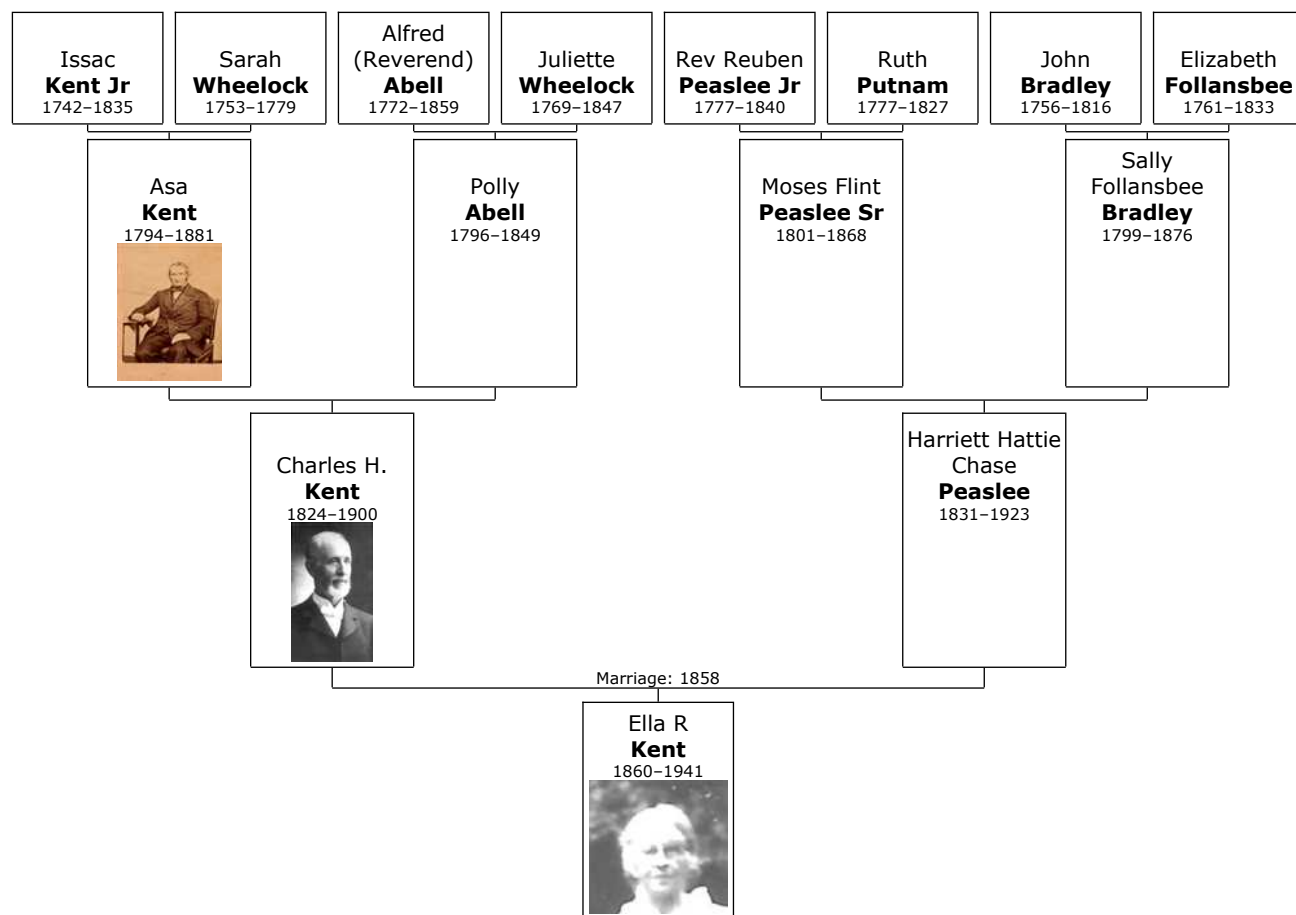 Issac
Kent Jr
1742–1835
Sarah
Wheelock
1753–1779
Alfred
(Reverend)
Abell
1772–1859
Juliette
Wheelock
1769–1847
Rev Reuben
Peaslee Jr
1777–1840
Ruth
Putnam
1777–1827
John
Bradley
1756–1816
Elizabeth
Follansbee
1761–1833
Asa
Kent
1794–1881
Polly
Abell
1796–1849
Moses Flint
Peaslee Sr
1801–1868
Sally
Follansbee
Bradley
1799–1876
Charles H.
Kent
1824–1900
Harriett Hattie
Chase
Peaslee
1831–1923
Marriage: 1858
Ella R
Kent
1860–1941